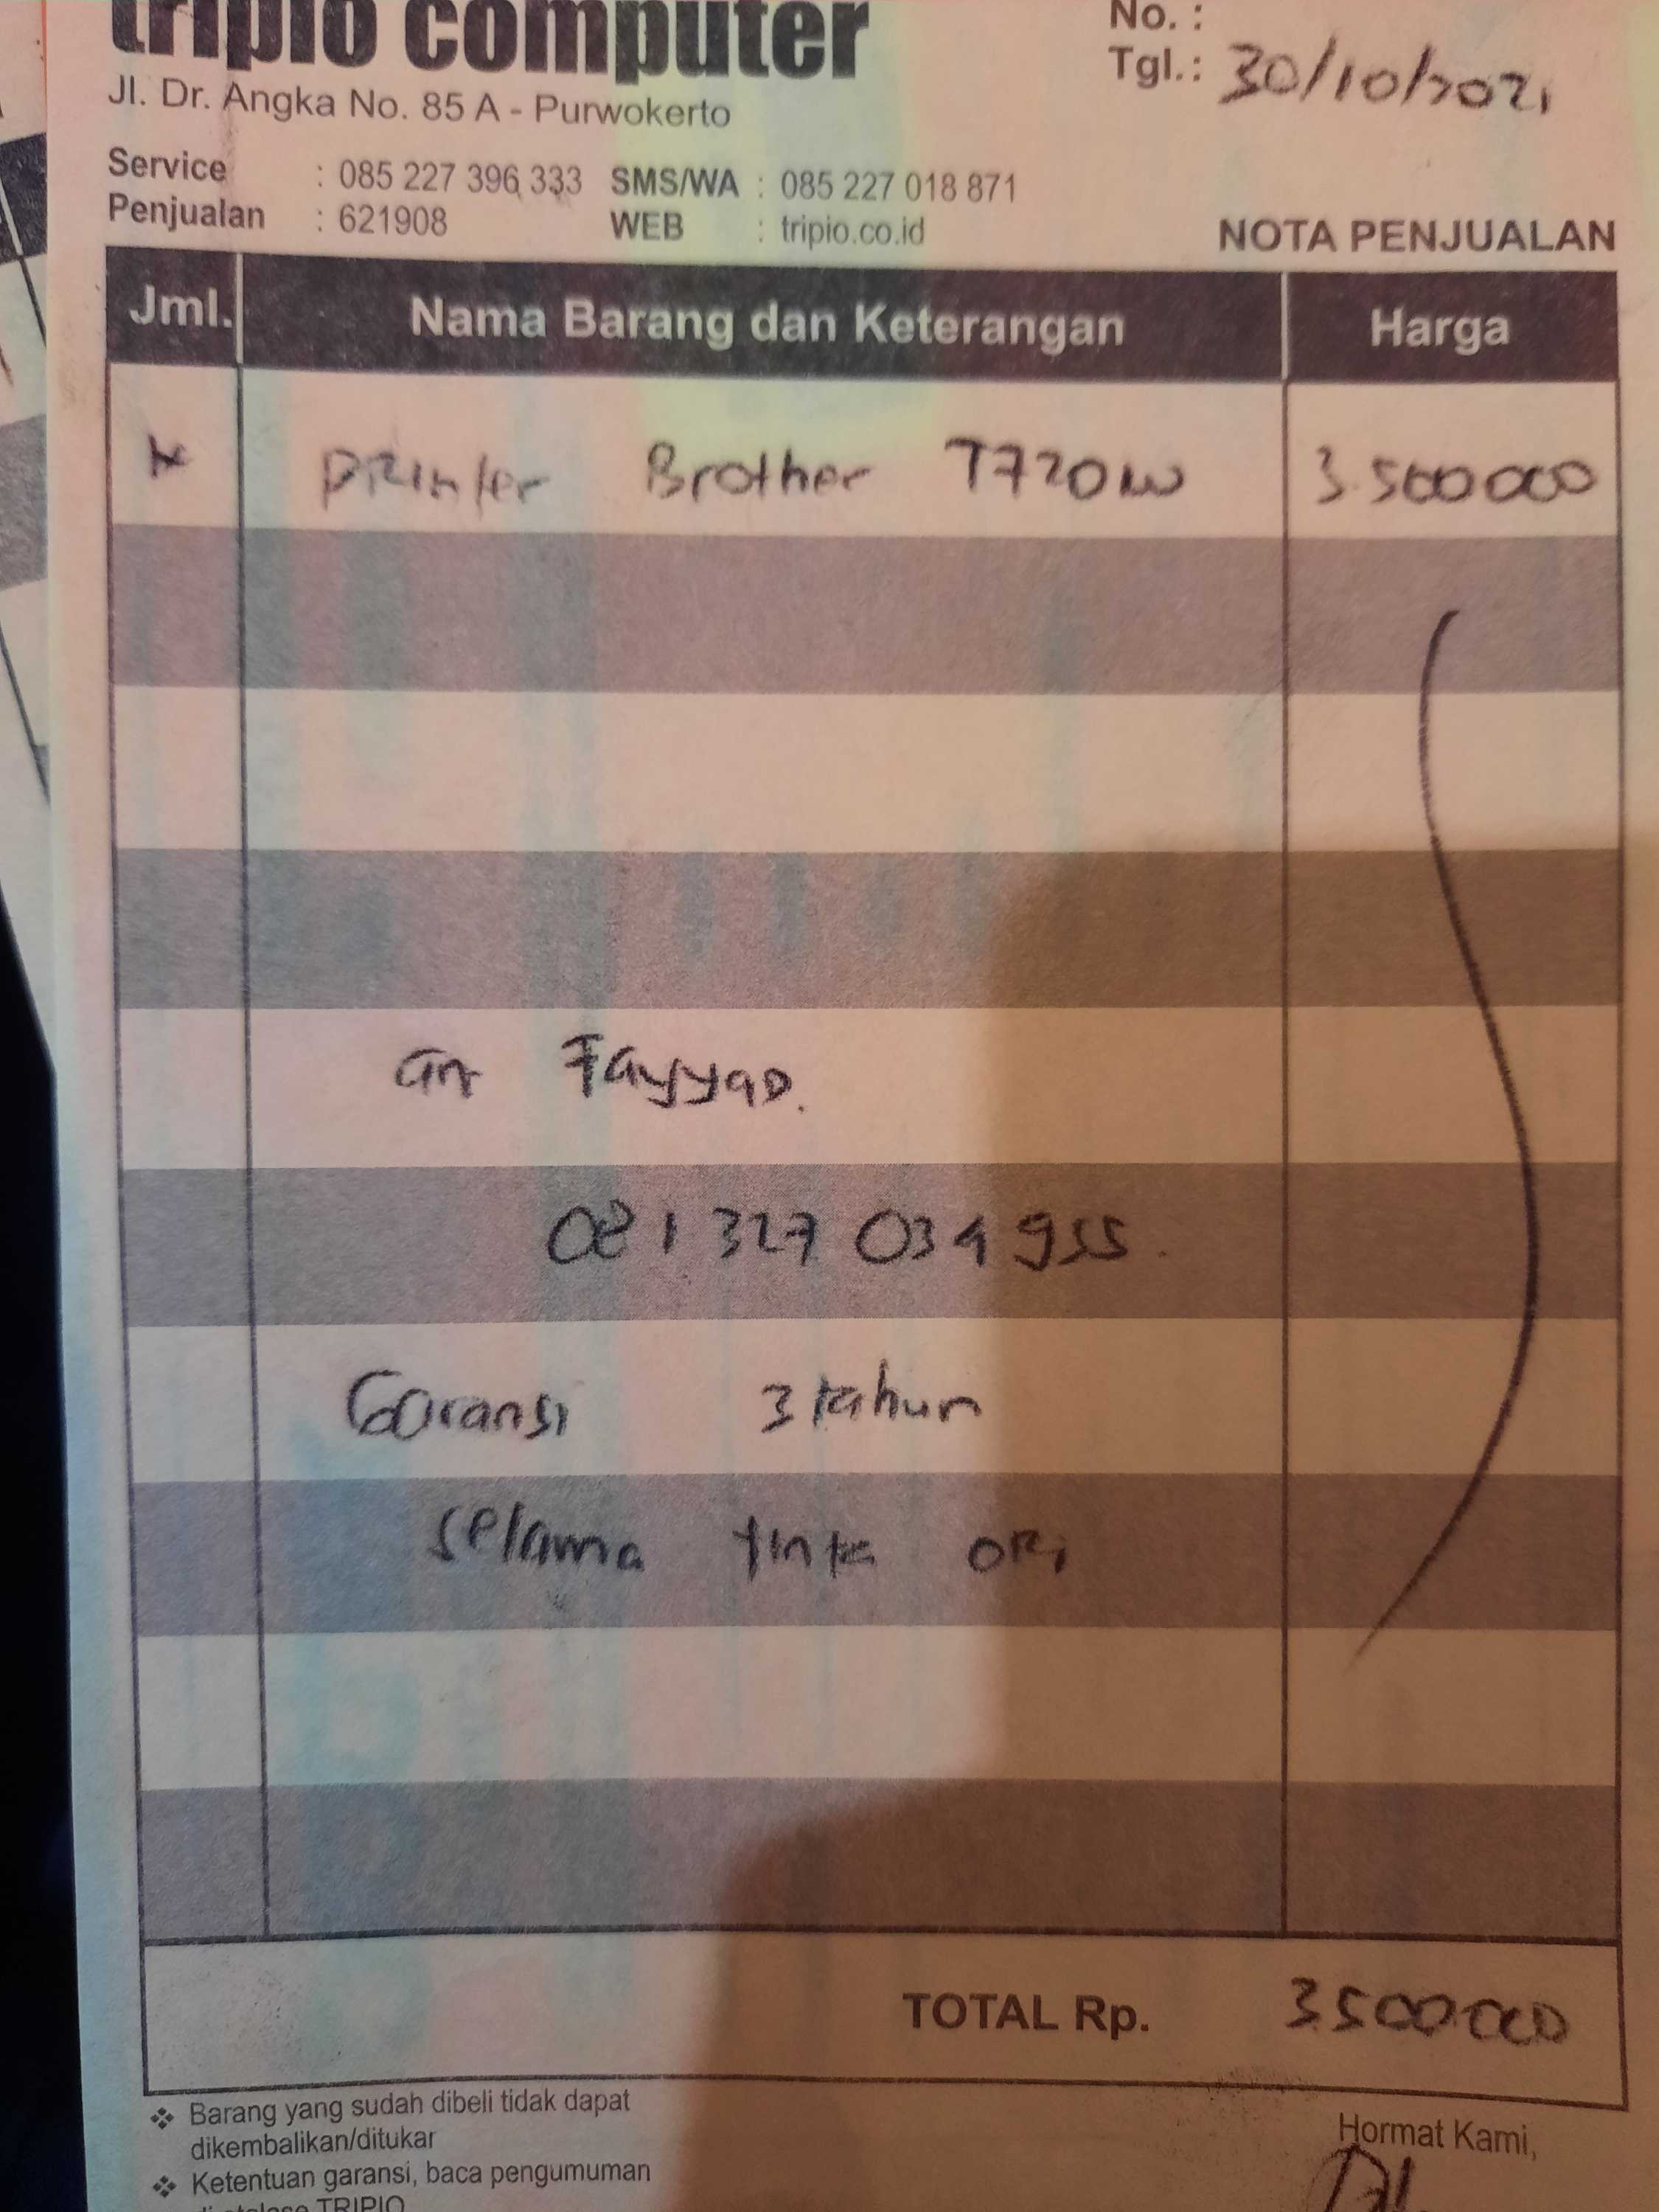 tripio computer
No. :
Jl. Dr. Angka No. 85 A - Purwokerto
Tgl.: 30/10/2021
Service : 085 227 396 333 SMS/WA : 085 227 018 871
Penjualan : 621908 WEB : tripio.co.id
NOTA PENJUALAN
Jml. Nama Barang dan Keterangan Harga
PRinter Brother T720W 3.500000
an Fayyad.
081 327 034 955.
Garansi 3 tahun
selama tinta ORi
TOTAL Rp. 3.500.000
❖ Barang yang sudah dibeli tidak dapat
dikembalikan/ditukar
Hormat Kami,
❖ Ketentuan garansi, baca pengumuman
TRIPIO